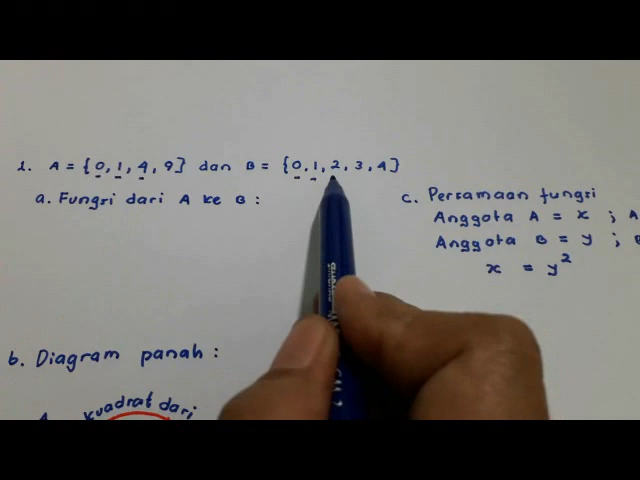 1. A = {0, 1, 4, 9} dan B = {0, 1, 2, 3, 4}
a. Fungsi dari A ke B :
c. Persamaan fungsi
Anggota A = x ; A
Anggota B = y ;
x = y²
b. Diagram panah :
kuadrat dari